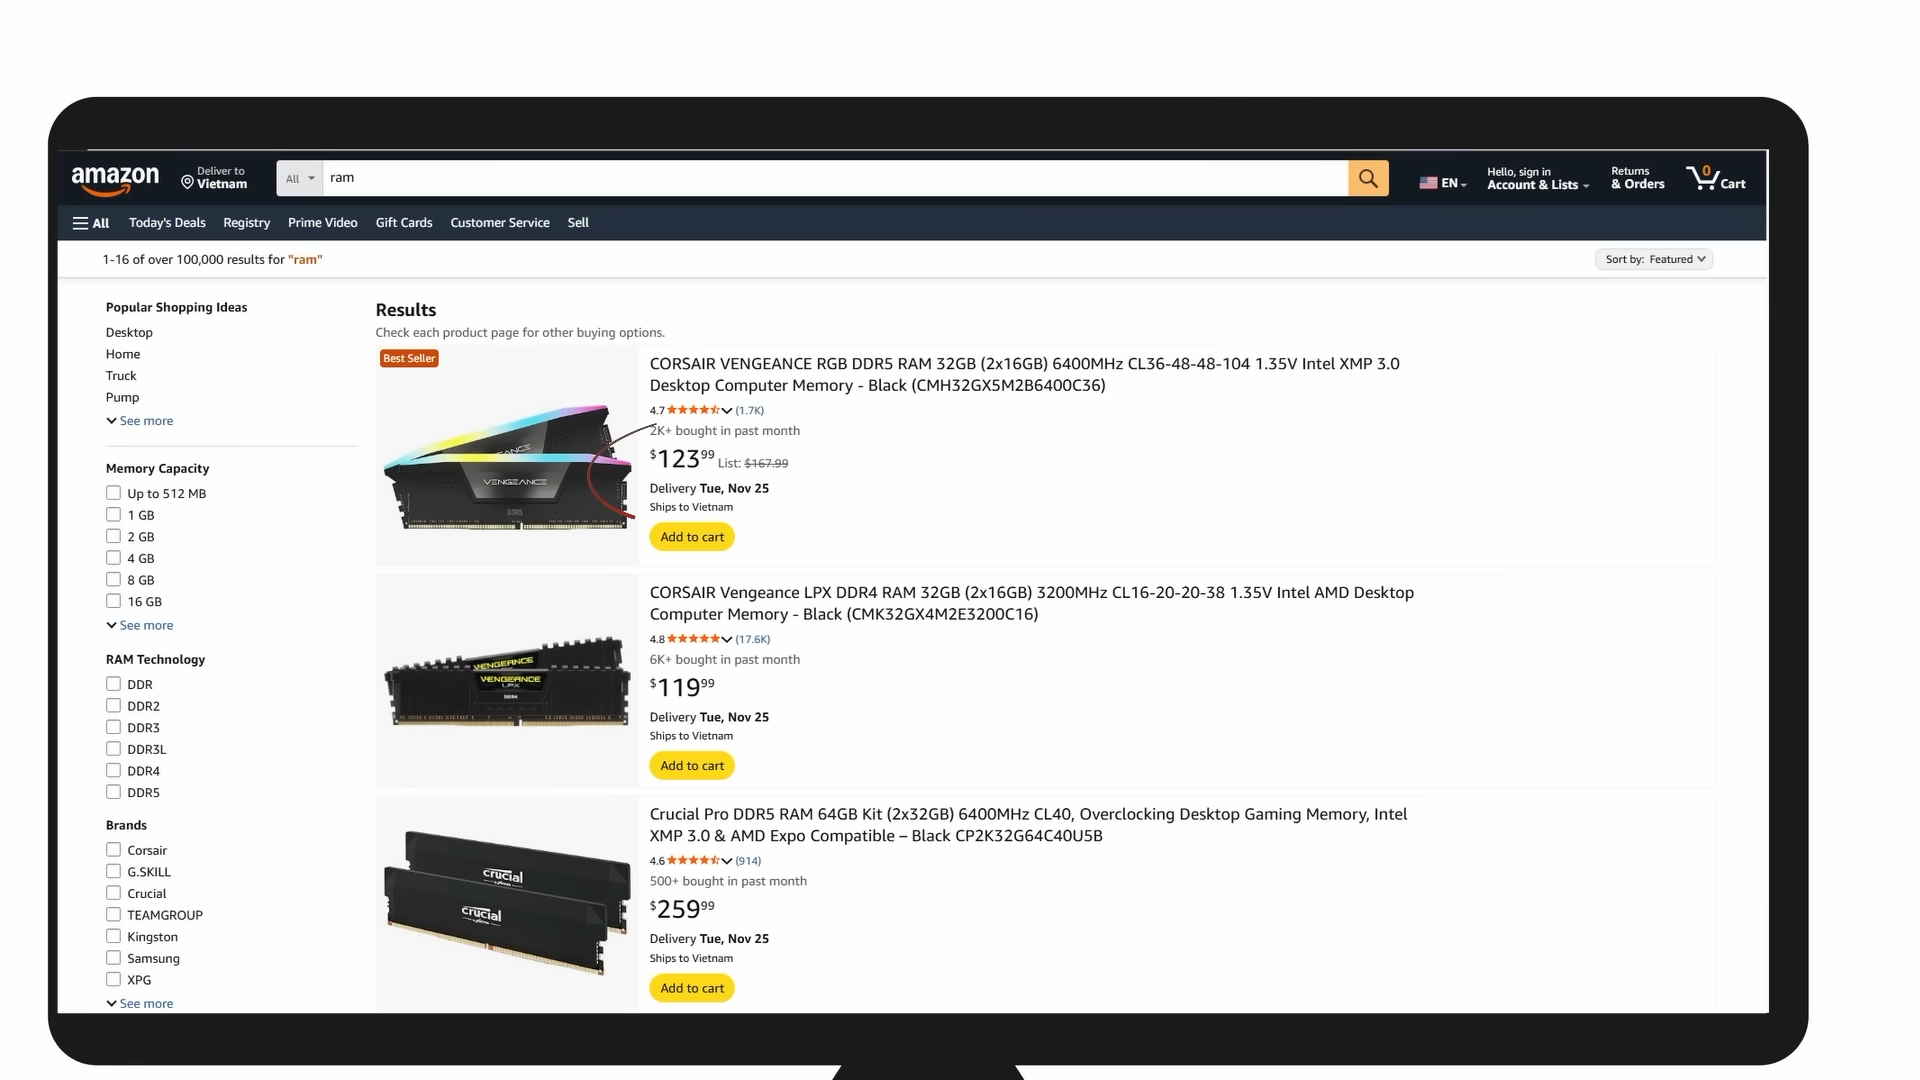 amazon
Deliver to
Vietnam
All
ram
EN
Hello, sign in
Account & Lists
Returns
& Orders
0
Cart
All
Today's Deals
Registry
Prime Video
Gift Cards
Customer Service
Sell
1-16 of over 100,000 results for "ram"
Sort by: Featured
Popular Shopping Ideas
Desktop
Home
Truck
Pump
See more
Memory Capacity
Up to 512 MB
1 GB
2 GB
4 GB
8 GB
16 GB
See more
RAM Technology
DDR
DDR2
DDR3
DDR3L
DDR4
DDR5
Brands
Corsair
G.SKILL
Crucial
TEAMGROUP
Kingston
Samsung
XPG
See more
Results
Check each product page for other buying options.
Best Seller
VENGEANCE
DDR5
CORSAIR VENGEANCE RGB DDR5 RAM 32GB (2x16GB) 6400MHz CL36-48-48-104 1.35V Intel XMP 3.0
Desktop Computer Memory - Black (CMH32GX5M2B6400C36)
4.7 (1.7K)
2K+ bought in past month
$123.99 List: $167.99
Delivery Tue, Nov 25
Ships to Vietnam
Add to cart
VENGEANCE
VENGEANCE
LPX
DDR4
CORSAIR Vengeance LPX DDR4 RAM 32GB (2x16GB) 3200MHz CL16-20-20-38 1.35V Intel AMD Desktop
Computer Memory - Black (CMK32GX4M2E3200C16)
4.8 (17.6K)
6K+ bought in past month
$119.99
Delivery Tue, Nov 25
Ships to Vietnam
Add to cart
crucial
crucial
Crucial Pro DDR5 RAM 64GB Kit (2x32GB) 6400MHz CL40, Overclocking Desktop Gaming Memory, Intel
XMP 3.0 & AMD Expo Compatible – Black CP2K32G64C40U5B
4.6 (914)
500+ bought in past month
$259.99
Delivery Tue, Nov 25
Ships to Vietnam
Add to cart